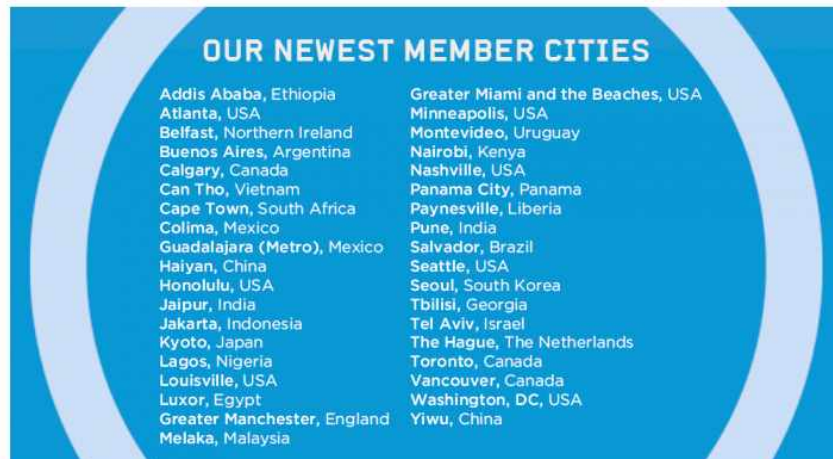 OUR NEWEST MEMBER CITIES
Addis Ababa, Ethiopia
Atlanta, USA
Belfast, Northern Ireland
Buenos Aires, Argentina
Calgary, Canada
Can Tho, Vietnam
Cape Town, South Africa
Colima, Mexico
Guadalajara (Metro), Mexico
Haiyan, China
Honolulu, USA
Jaipur, India
Jakarta, Indonesia
Kyoto, Japan
Lagos, Nigeria
Louisville, USA
Luxor, Egypt
Greater Manchester, England
Melaka, Malaysia
Greater Miami and the Beaches, USA
Minneapolis, USA
Montevideo, Uruguay
Nairobi, Kenya
Nashville, USA
Panama City, Panama
Paynesville, Liberia
Pune, India
Salvador, Brazil
Seattle, USA
Seoul, South Korea
Tbilisi, Georgia
Tel Aviv, Israel
The Hague, The Netherlands
Toronto, Canada
Vancouver, Canada
Washington, DC, USA
Yiwu, China